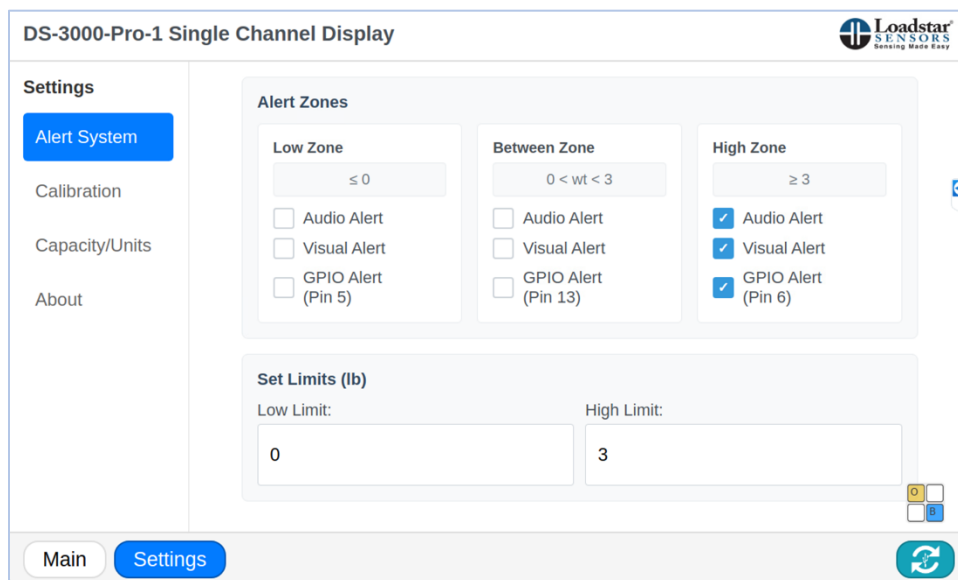 DS-3000-Pro-1 Single Channel Display
Loadstar
SENSORS
Sensing Made Easy
Settings
Alert System
Calibration
Capacity/Units
About
Alert Zones
Low Zone
≤ 0
Audio Alert
Visual Alert
GPIO Alert
(Pin 5)
Between Zone
0 < wt < 3
Audio Alert
Visual Alert
GPIO Alert
(Pin 13)
High Zone
≥ 3
Audio Alert
Visual Alert
GPIO Alert
(Pin 6)
Set Limits (lb)
Low Limit:
0
High Limit:
3
O
B
Main
Settings